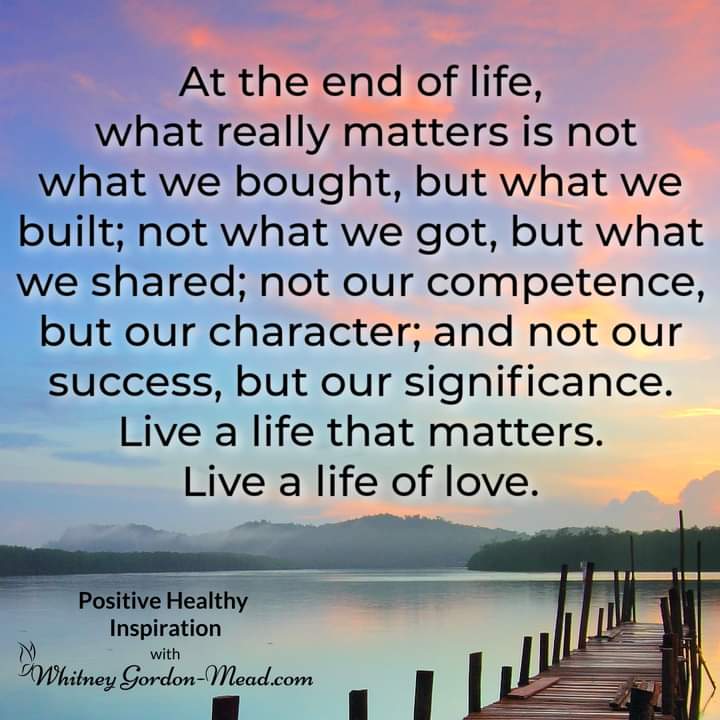 At the end of life,
what really matters is not
what we bought, but what we
built; not what we got, but what
we shared; not our competence,
but our character; and not our
success, but our significance.
Live a life that matters.
Live a life of love.
Positive Healthy
Inspiration
with
Whitney Gordon-Mead.com